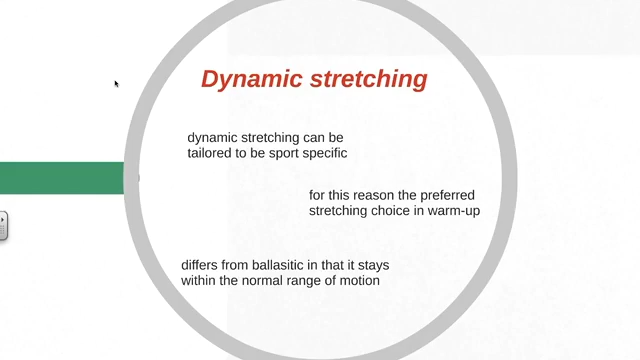 Dynamic stretching
dynamic stretching can be
tailored to be sport specific
for this reason the preferred
stretching choice in warm-up
differs from ballasitic in that it stays
within the normal range of motion